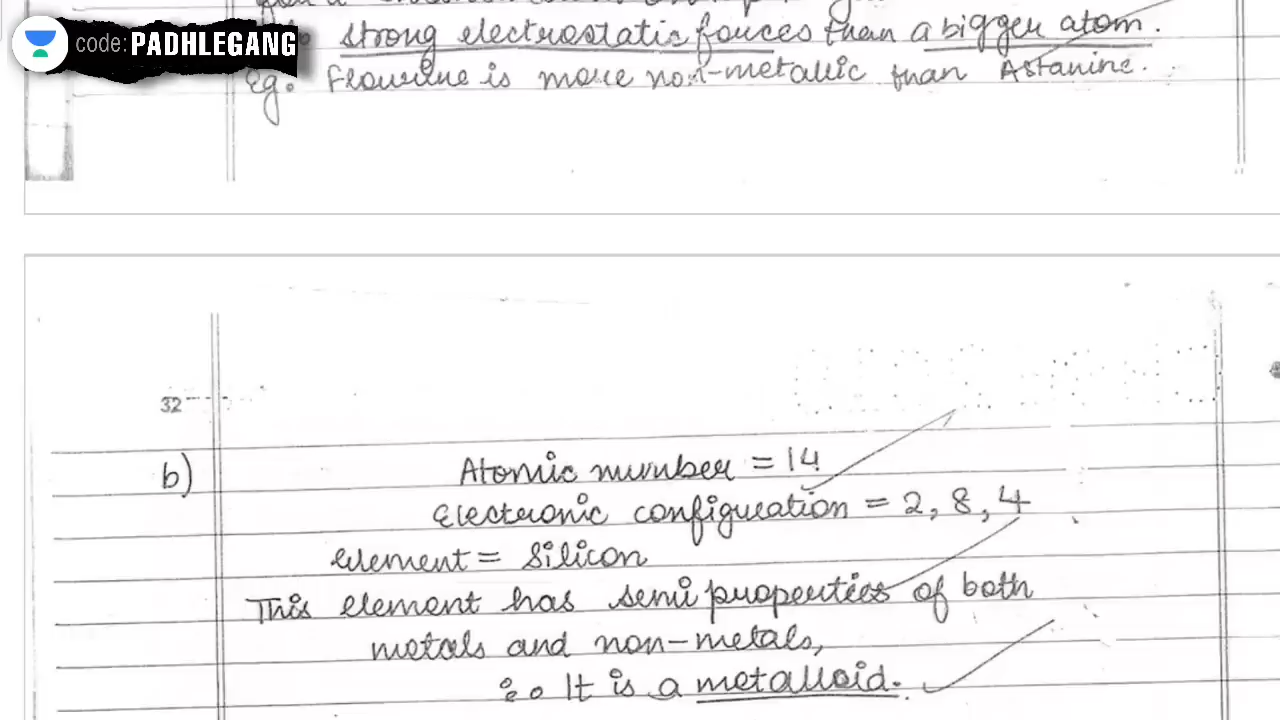 code: PADHLEGANG
strong electrostatic forces than a bigger atom.
Eg. Flourine is more non-metallic than Astanine.
32
b)
Atomic number = 14
Electronic configuration = 2, 8, 4
Element = Silicon
This element has semi properties of both
metals and non-metals,
∴ It is a metalloid.